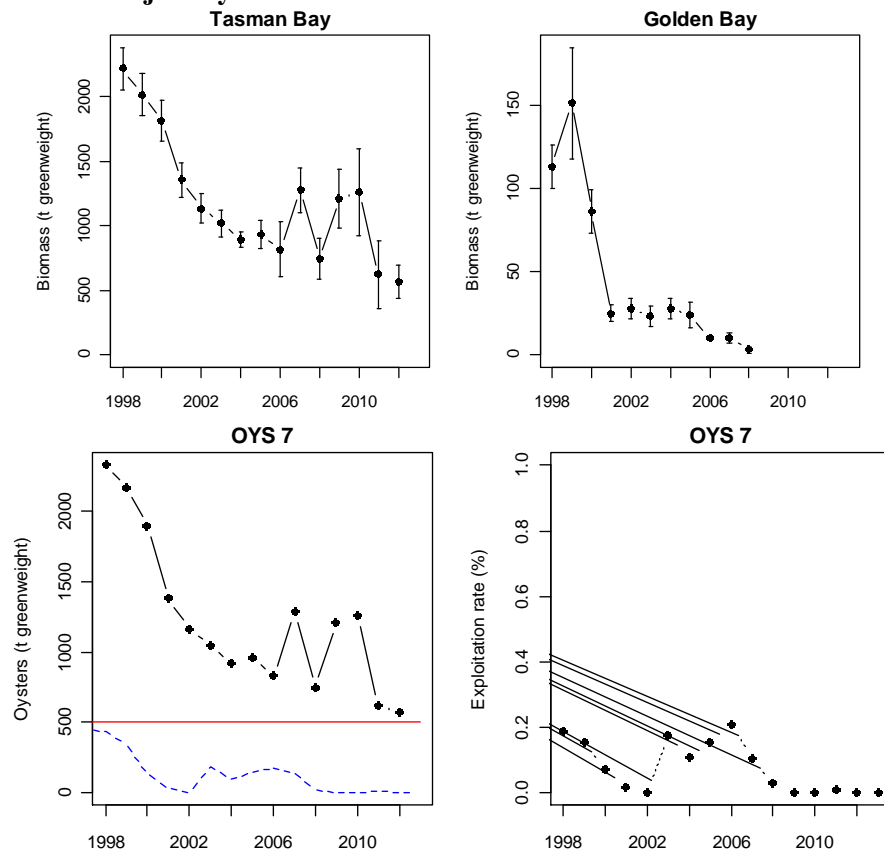 Tasman Bay
Golden Bay
Biomass (t greenweight)
0 500 1000 1500 2000
1998 2002 2006 2010
Biomass (t greenweight)
0 50 100 150
1998 2002 2006 2010
OYS 7
OYS 7
Oysters (t greenweight)
0 500 1000 1500 2000
1998 2002 2006 2010
Exploitation rate (%)
0.0 0.2 0.4 0.6 0.8 1.0
1998 2002 2006 2010